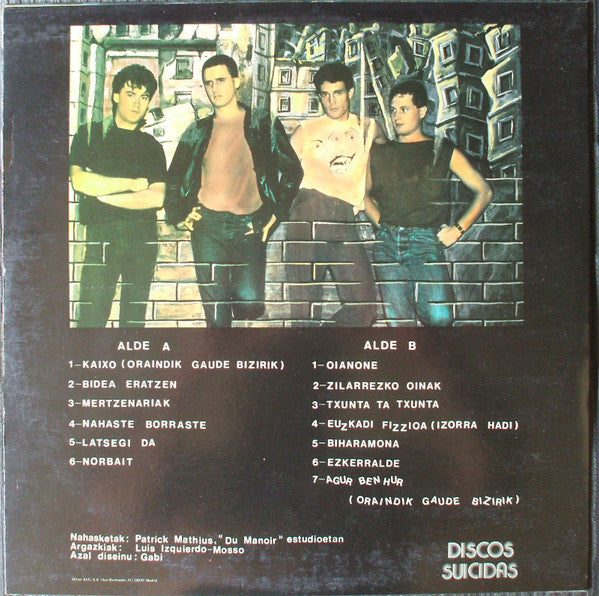 ALDE A
1-KAIXO (ORAINDIK GAUDE BIZIRIK)
2-BIDEA ERATZEN
3-MERTZENARIAK
4-NAHASTE BORRASTE
5-LATSEGI DA
6-NORBAIT
ALDE B
1-OIANONE
2-ZILARREZKO OINAK
3-TXUNTA TA TXUNTA
4-EUZKADI FIZZIOA (IZORRA HADI)
5-BIHARAMONA
6-EZKERRALDE
7-AGUR BEN HUR
(ORAINDIK GAUDE BIZIRIK)
Nahasketak: Patrick Mathius, "Du Manoir" estudioetan
Argazkiak: Luis Izquierdo-Mosso
Azal diseinu: Gabi
DISCOS
SUICIDAS